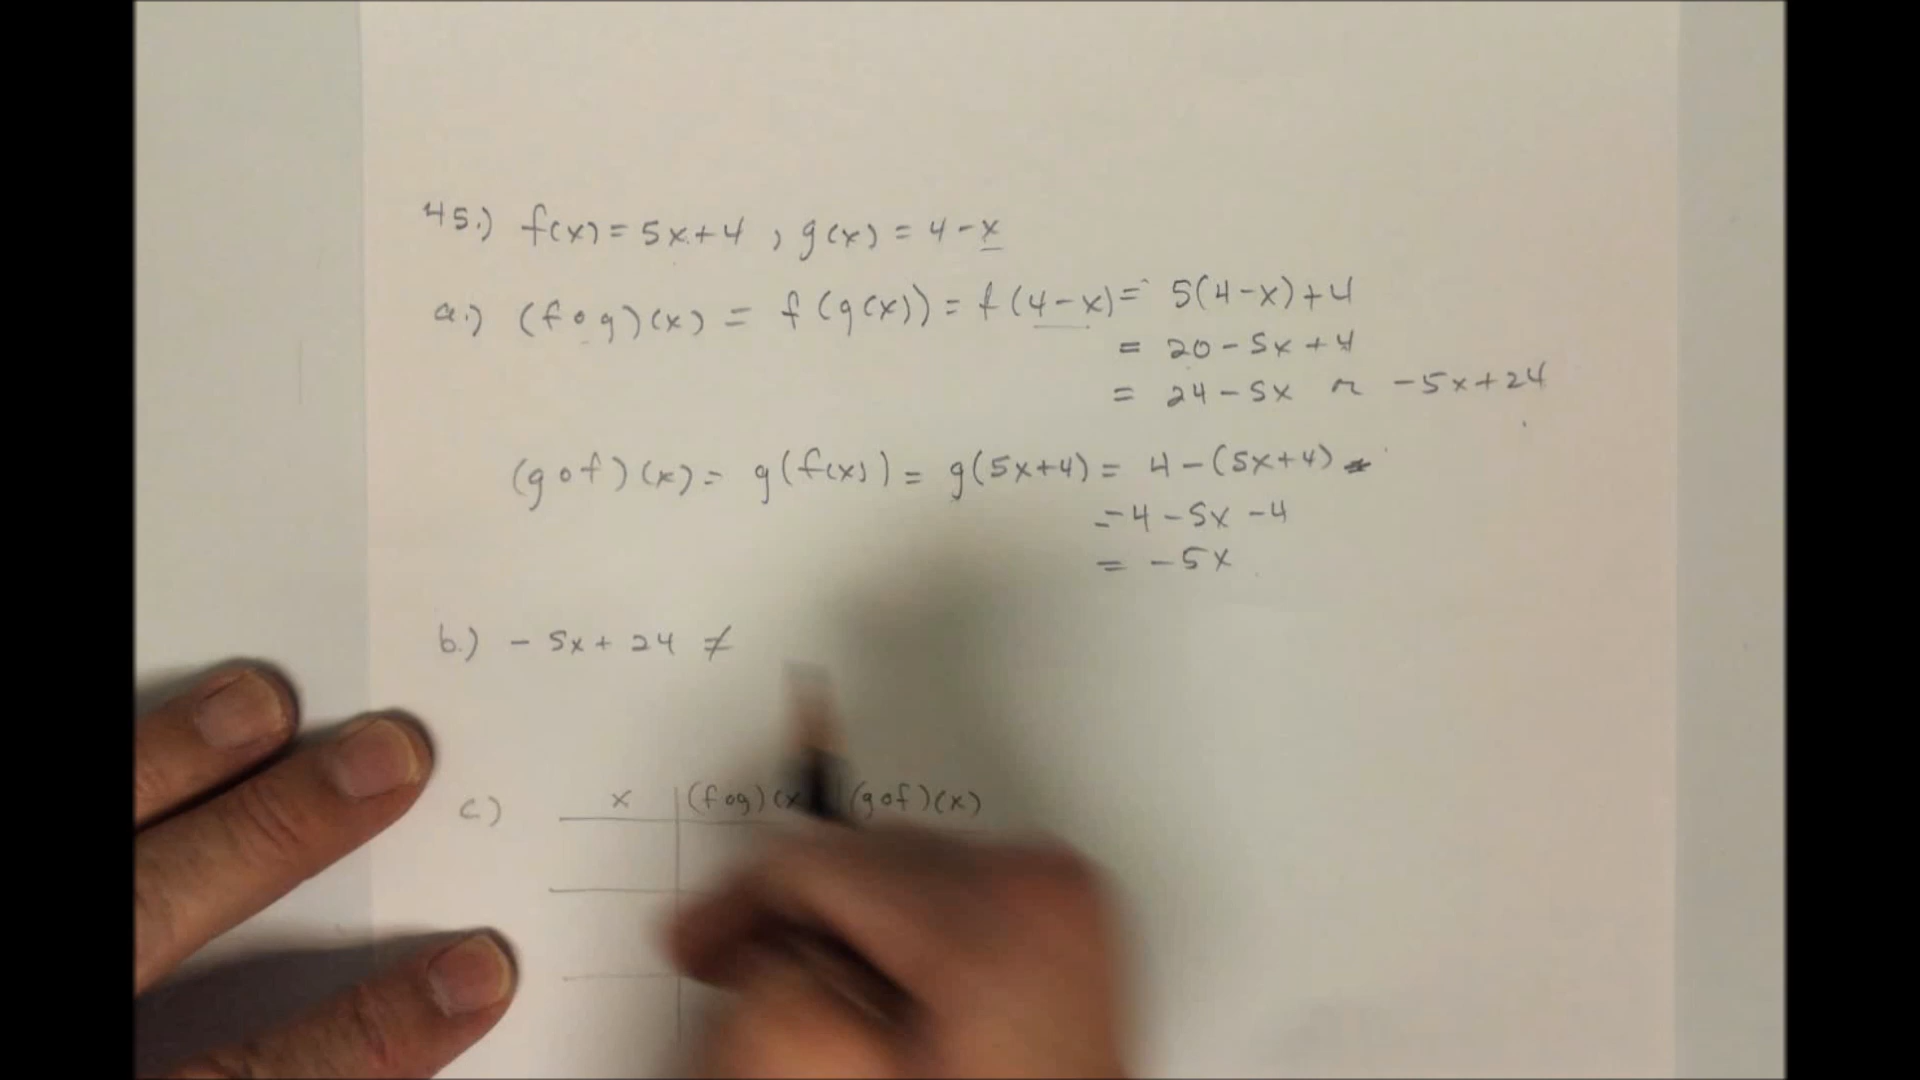 45.) f(x) = 5x+4 , g(x) = 4-x
a.) (f∘g)(x) = f(g(x)) = f(4-x) = 5(4-x)+4
= 20-5x+4
= 24-5x or -5x+24
(g∘f)(x) = g(f(x)) = g(5x+4) = 4-(5x+4)
= 4-5x-4
= -5x
b.) -5x+24 ≠
c) x (f∘g)(x (g∘f)(x)